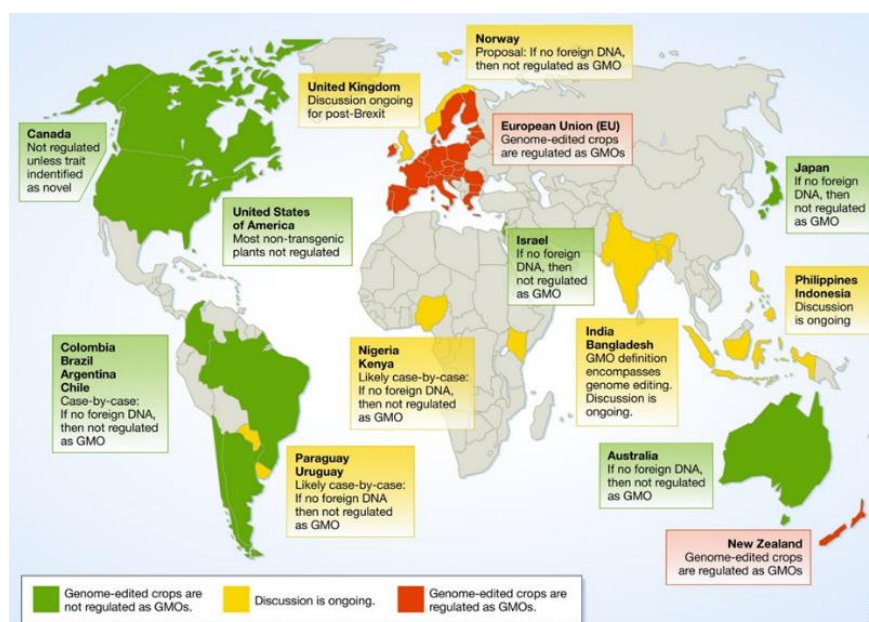 Norway
Proposal: If no foreign DNA,
then not regulated as GMO
United Kingdom
Discussion ongoing
for post-Brexit
European Union (EU)
Genome-edited crops
are regulated as GMOs
Canada
Not regulated
unless trait
indentified
as novel
Japan
If no foreign
DNA, then
not regulated
as GMO
United States
of America
Most non-transgenic
plants not regulated
Israel
If no foreign
DNA, then
not regulated
as GMO
Philippines
Indonesia
Discussion
is ongoing
Colombia
Brazil
Argentina
Chile
Case-by-case:
If no foreign DNA,
then not regulated
as GMO
Nigeria
Kenya
Likely case-by-case:
If no foreign DNA,
then not regulated
as GMO
India
Bangladesh
GMO definition
encompasses
genome editing.
Discussion is
ongoing.
Paraguay
Uruguay
Likely case-by-case:
If no foreign DNA
then not regulated
as GMO
Australia
If no foreign DNA,
then not regulated
as GMO
New Zealand
Genome-edited crops
are regulated as GMOs
Genome-edited crops are
not regulated as GMOs.
Discussion is ongoing.
Genome-edited crops are
regulated as GMOs.